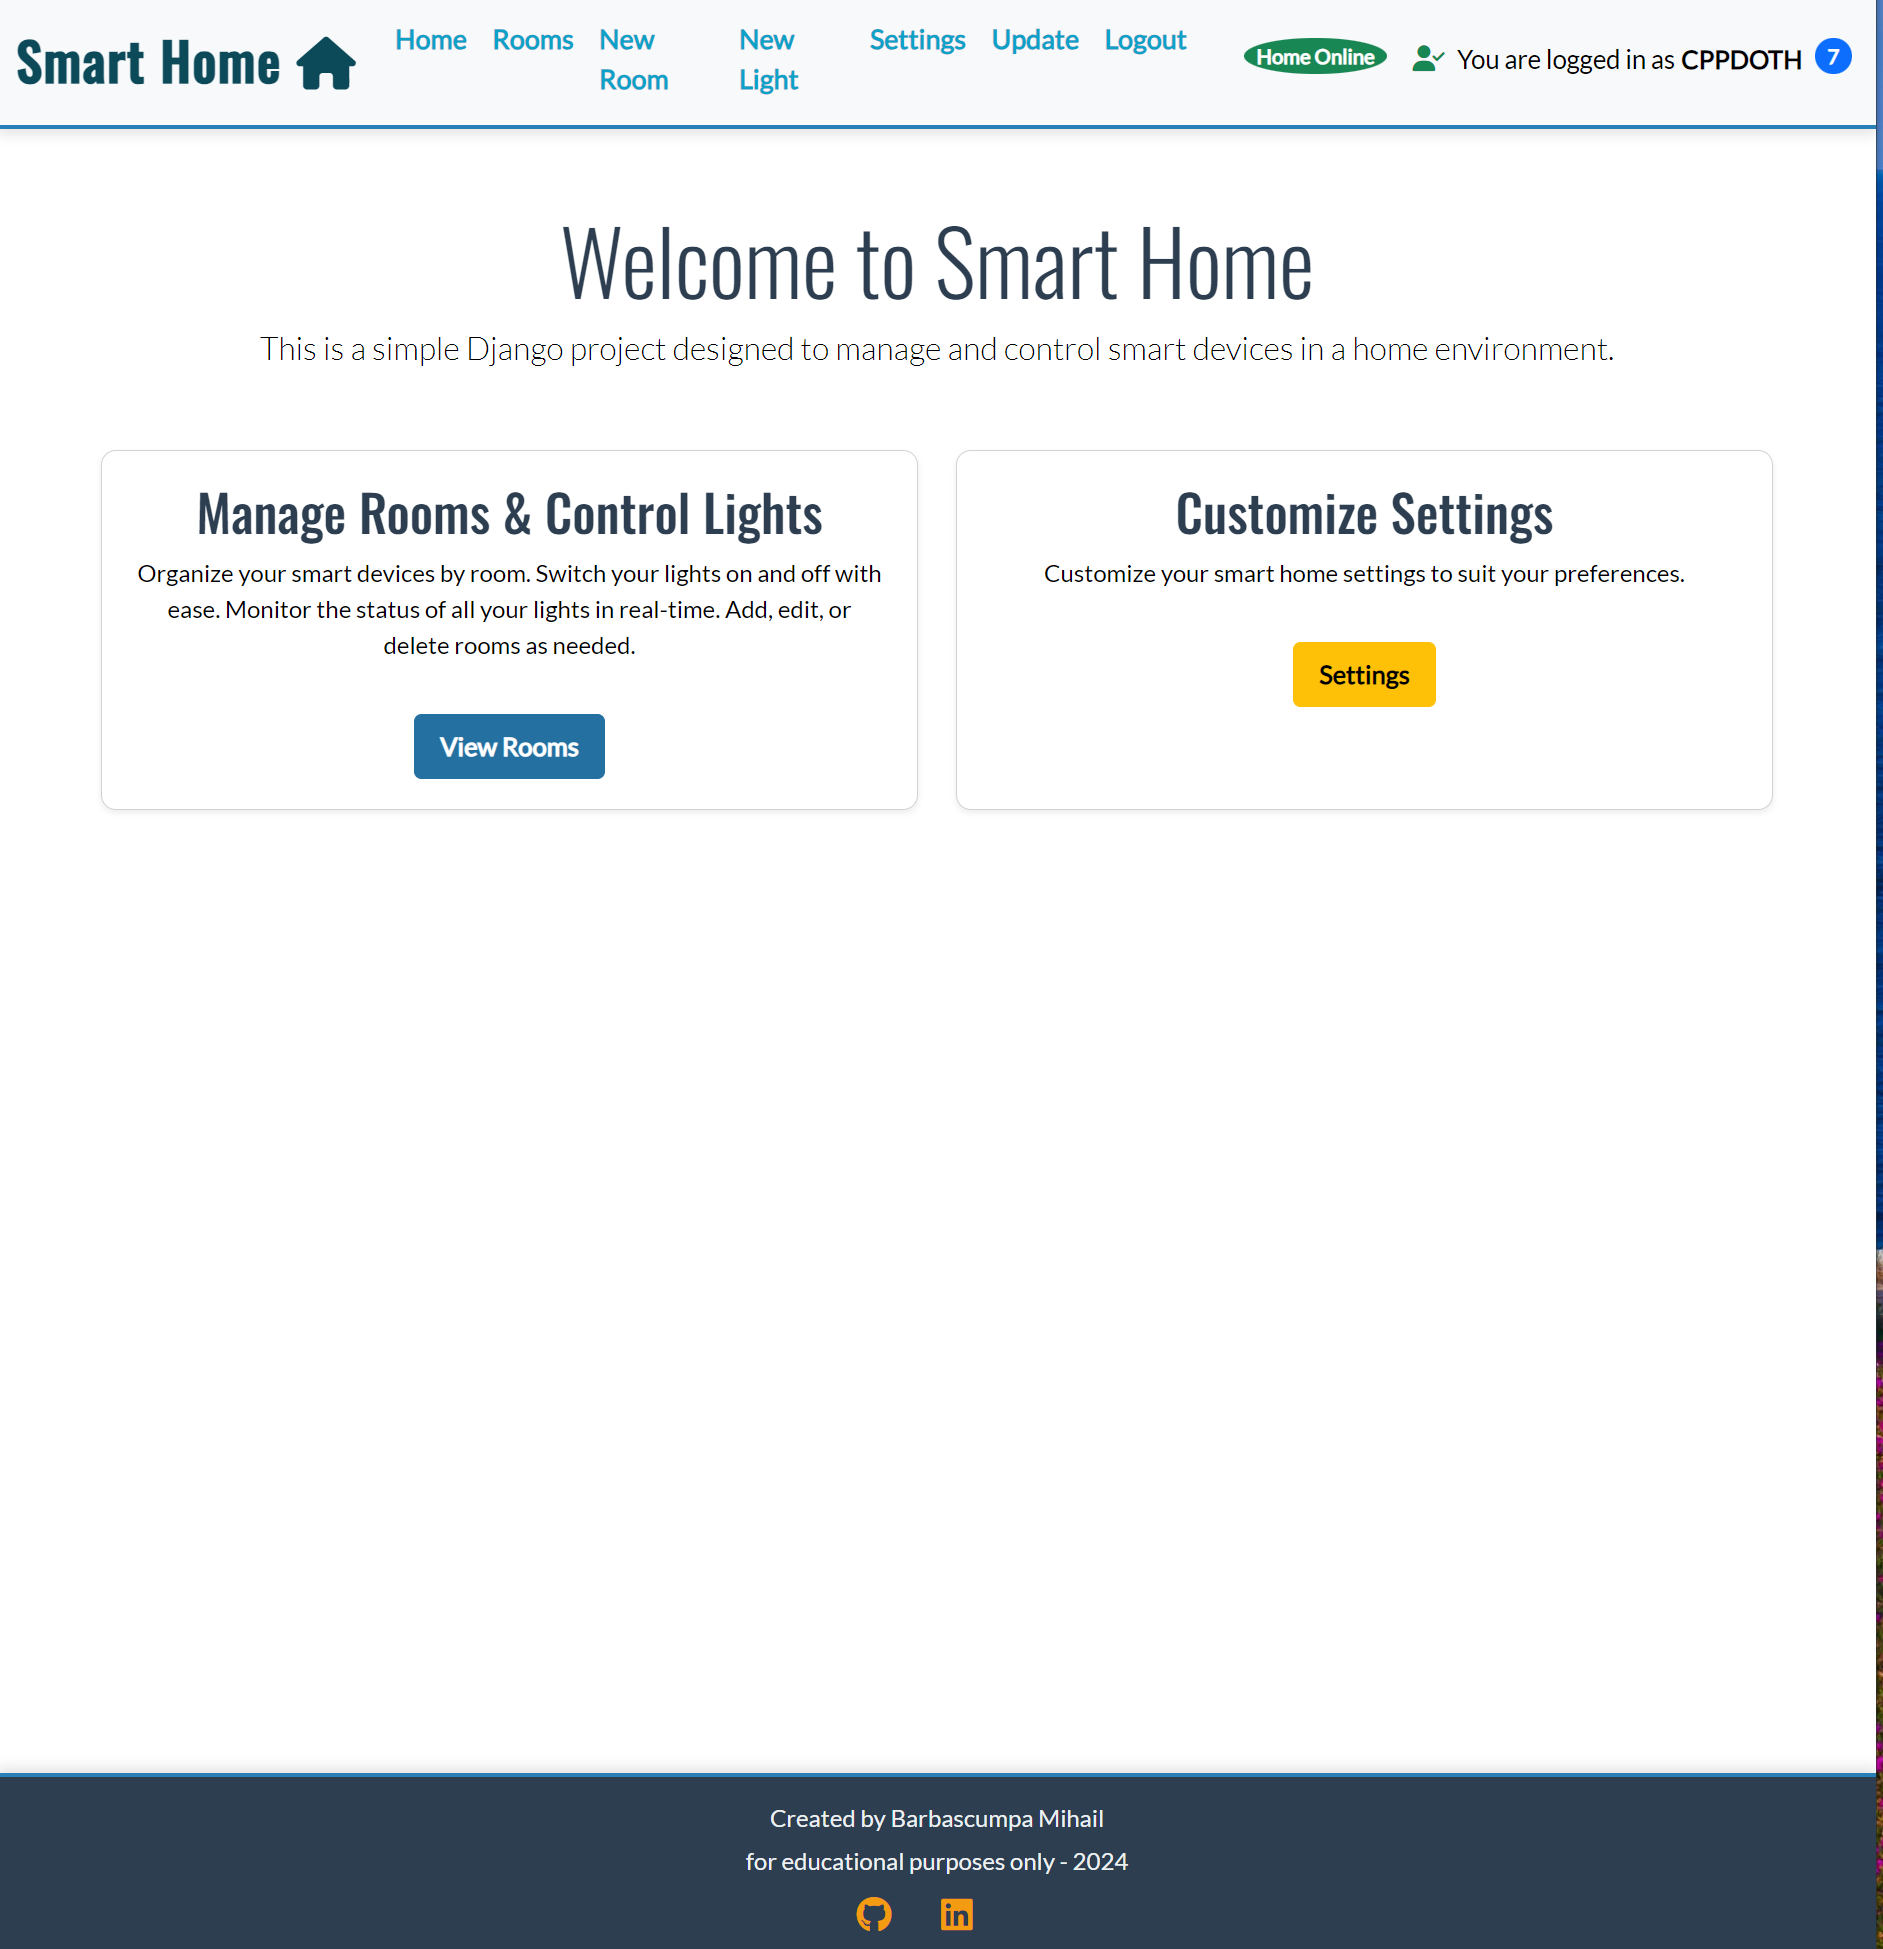 Smart Home
Home Rooms New Room New Light Settings Update Logout
Home Online
You are logged in as CPPDOTH 7
Welcome to Smart Home
This is a simple Django project designed to manage and control smart devices in a home environment.
Manage Rooms & Control Lights
Organize your smart devices by room. Switch your lights on and off with
ease. Monitor the status of all your lights in real-time. Add, edit, or
delete rooms as needed.
View Rooms
Customize Settings
Customize your smart home settings to suit your preferences.
Settings
Created by Barbascumpa Mihail
for educational purposes only - 2024
in